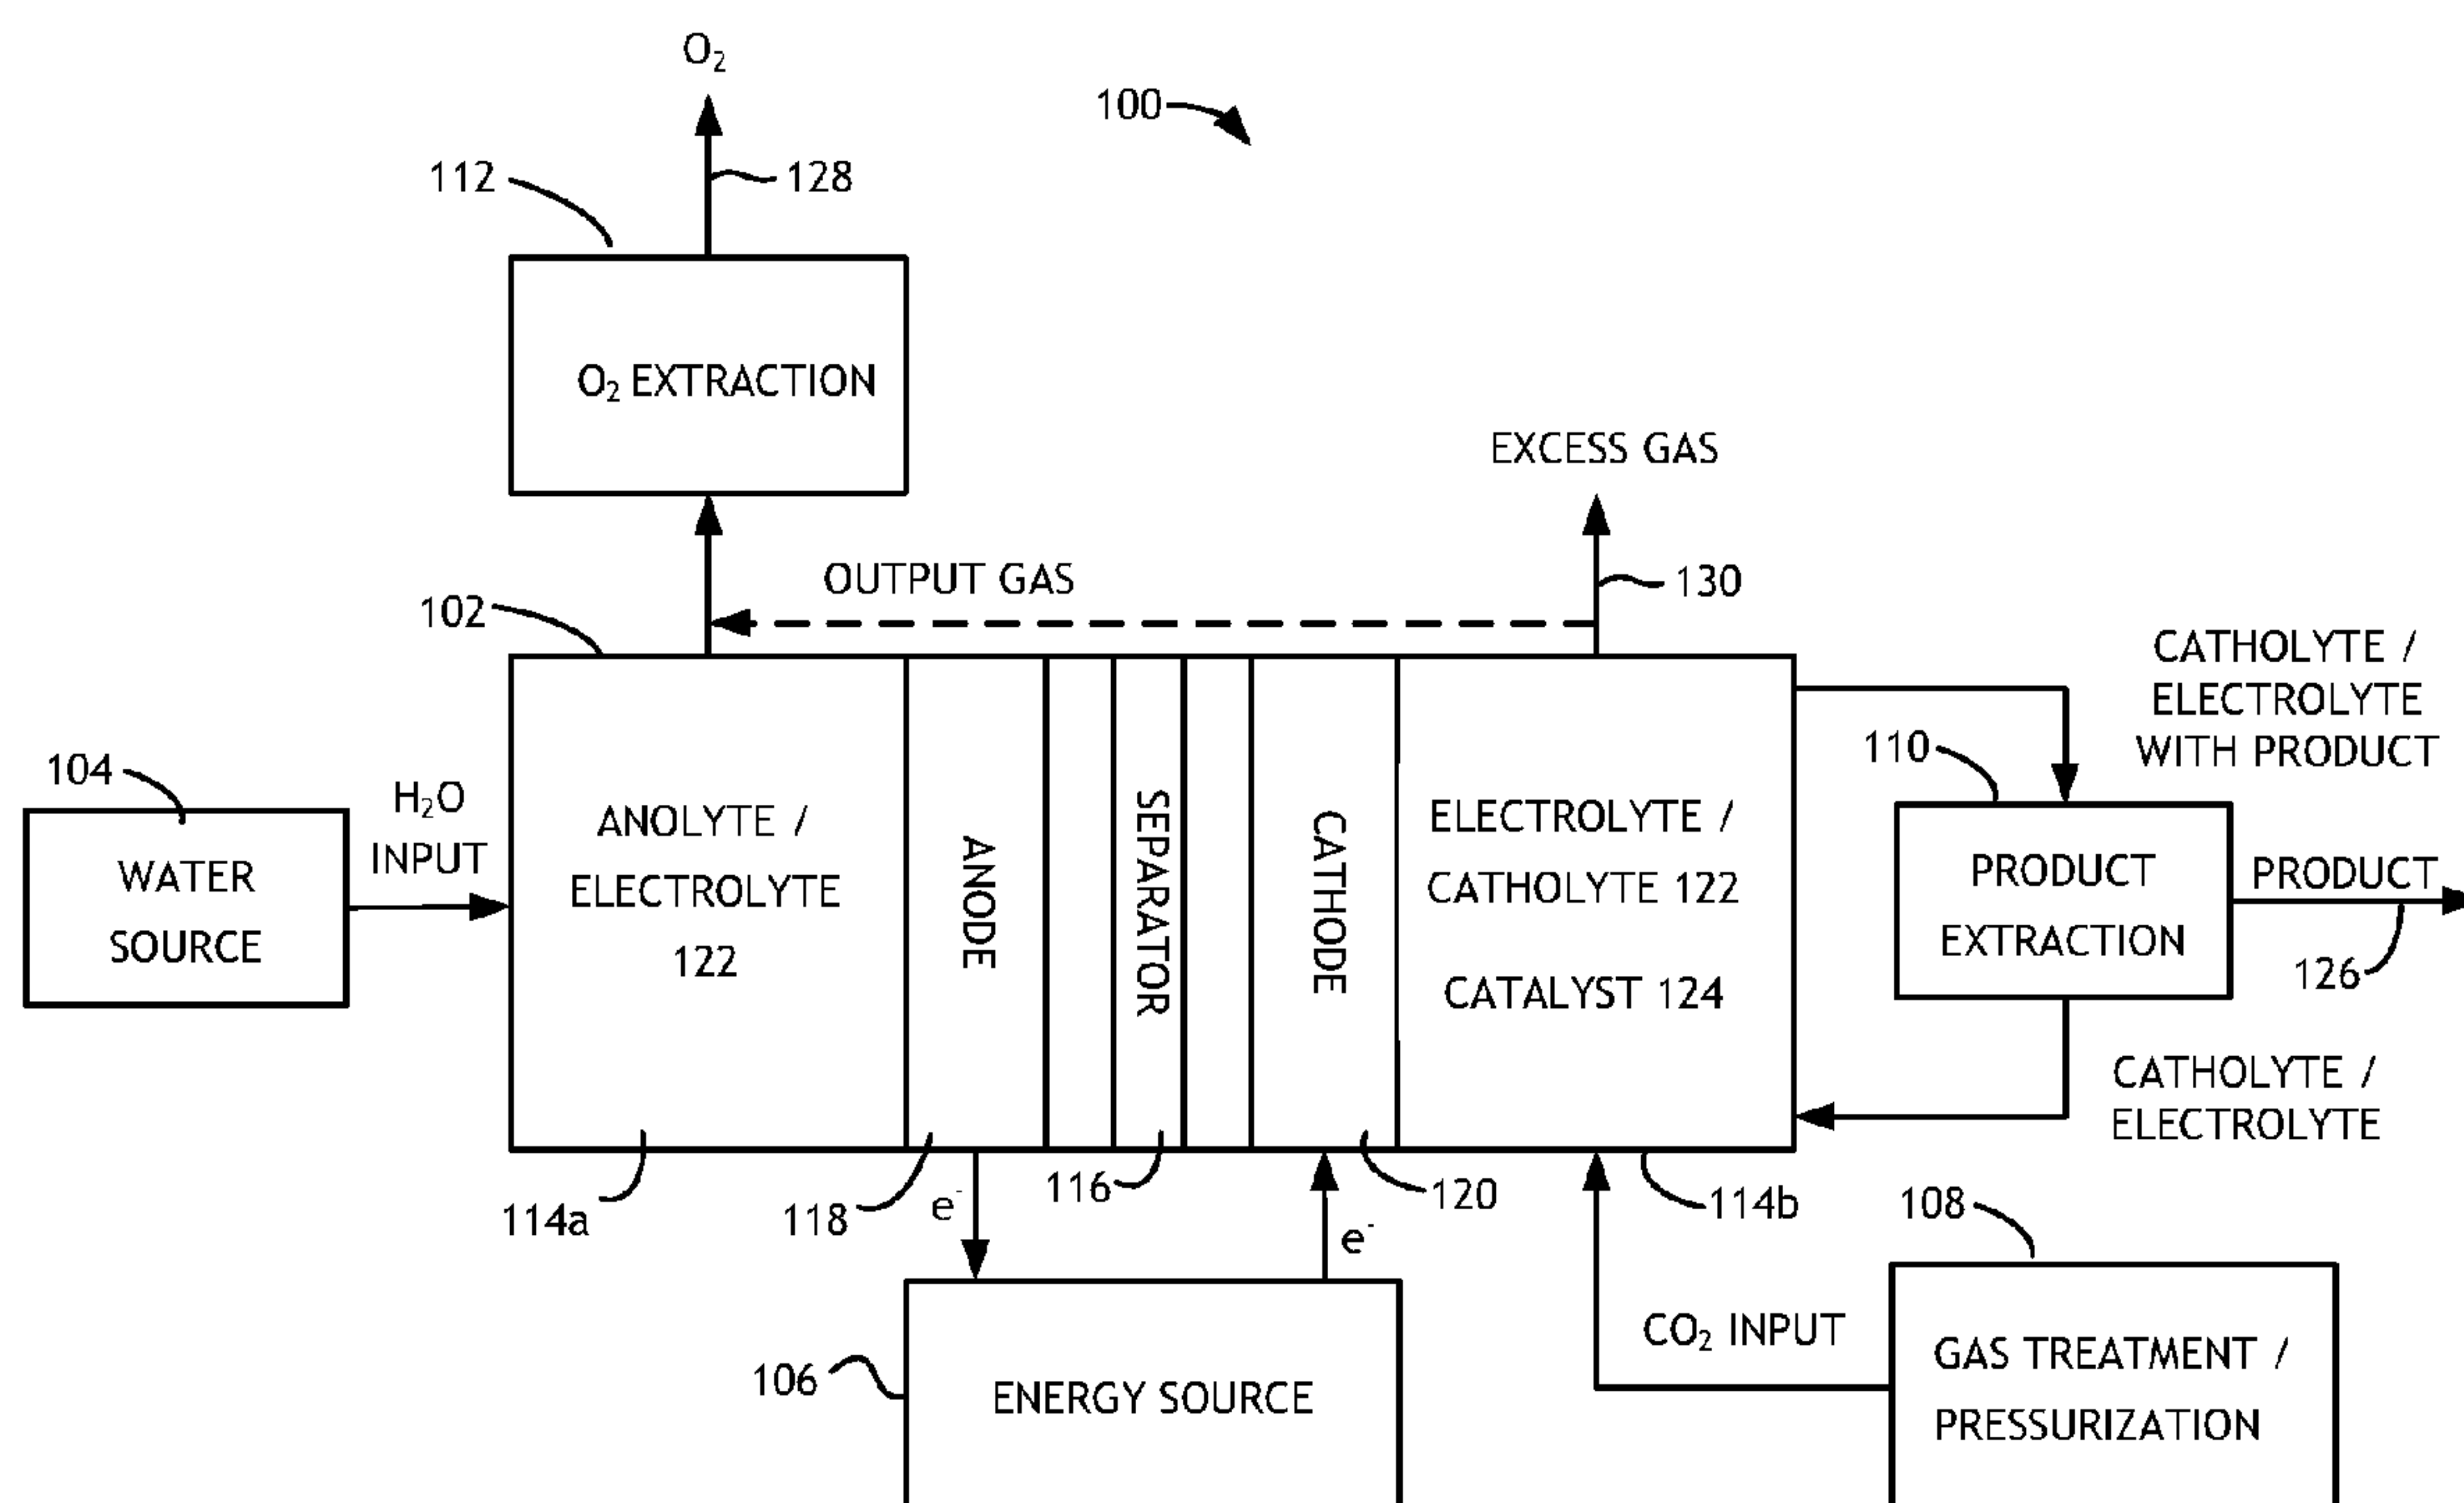 O₂
100
112
128
O₂ EXTRACTION
EXCESS GAS
OUTPUT GAS
130
102
CATHOLYTE /
ELECTROLYTE
WITH PRODUCT
110
104
H₂O
INPUT
WATER
SOURCE
ANOLYTE /
ELECTROLYTE
122
ANODE
SEPARATOR
CATHODE
ELECTROLYTE /
CATHOLYTE 122
CATALYST 124
PRODUCT
EXTRACTION
PRODUCT
126
CATHOLYTE /
ELECTROLYTE
114a
118
e⁻
116
e⁻
120
114b
108
106
ENERGY SOURCE
CO₂ INPUT
GAS TREATMENT /
PRESSURIZATION